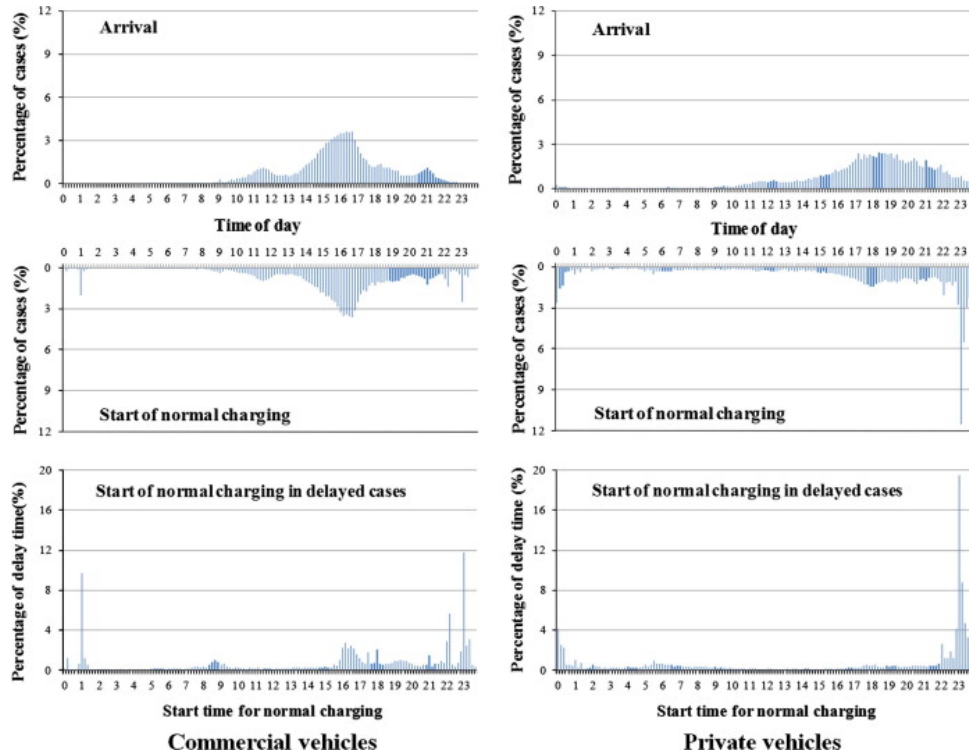 Arrival
Percentage of cases (%)
12
9
6
3
0
0 1 2 3 4 5 6 7 8 9 10 11 12 13 14 15 16 17 18 19 20 21 22 23
Time of day
Arrival
Percentage of cases (%)
12
9
6
3
0
0 1 2 3 4 5 6 7 8 9 10 11 12 13 14 15 16 17 18 19 20 21 22 23
Time of day
0 1 2 3 4 5 6 7 8 9 10 11 12 13 14 15 16 17 18 19 20 21 22 23
Percentage of cases (%)
0
3
6
9
12
Start of normal charging
0 1 2 3 4 5 6 7 8 9 10 11 12 13 14 15 16 17 18 19 20 21 22 23
Percentage of cases (%)
0
3
6
9
12
Start of normal charging
Start of normal charging in delayed cases
Percentage of delay time(%)
20
16
12
8
4
0
0 1 2 3 4 5 6 7 8 9 10 11 12 13 14 15 16 17 18 19 20 21 22 23
Start time for normal charging
Commercial vehicles
Start of normal charging in delayed cases
Percentage of delay time (%)
20
16
12
8
4
0
0 1 2 3 4 5 6 7 8 9 10 11 12 13 14 15 16 17 18 19 20 21 22 23
Start time for normal charging
Private vehicles